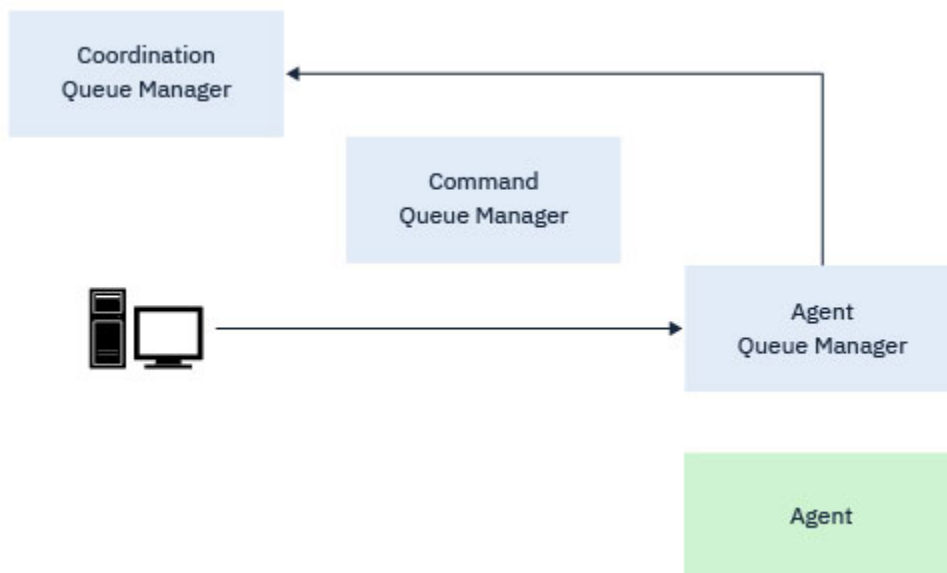 Coordination
Queue Manager
Command
Queue Manager
Agent
Queue Manager
Agent